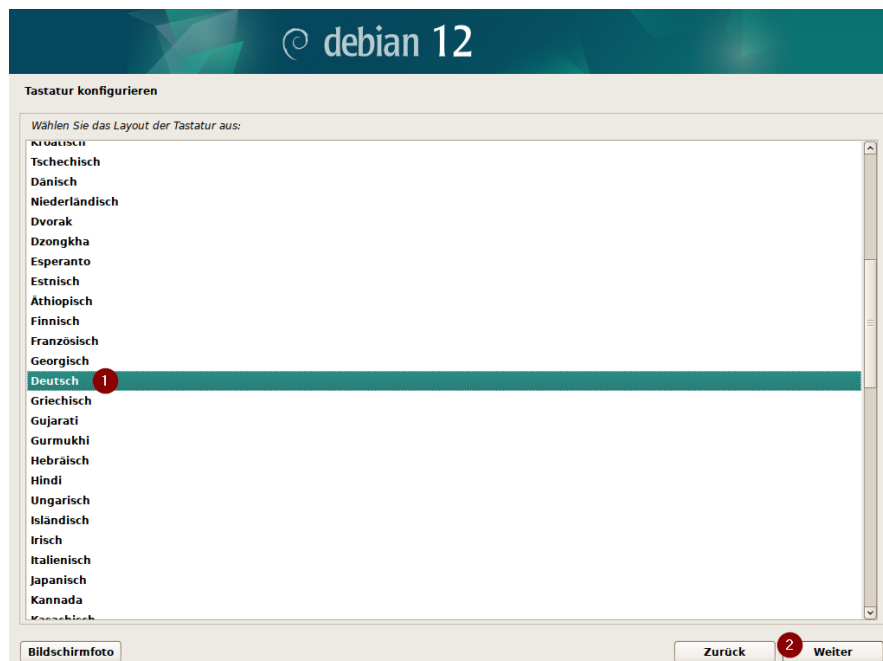 debian 12
Tastatur konfigurieren
Wählen Sie das Layout der Tastatur aus:
Kroatisch
Tschechisch
Dänisch
Niederländisch
Dvorak
Dzongkha
Esperanto
Estnisch
Äthiopisch
Finnisch
Französisch
Georgisch
Deutsch 1
Griechisch
Gujarati
Gurmukhi
Hebräisch
Hindi
Ungarisch
Isländisch
Irisch
Italienisch
Japanisch
Kannada
Kasachisch
Bildschirmfoto Zurück 2 Weiter